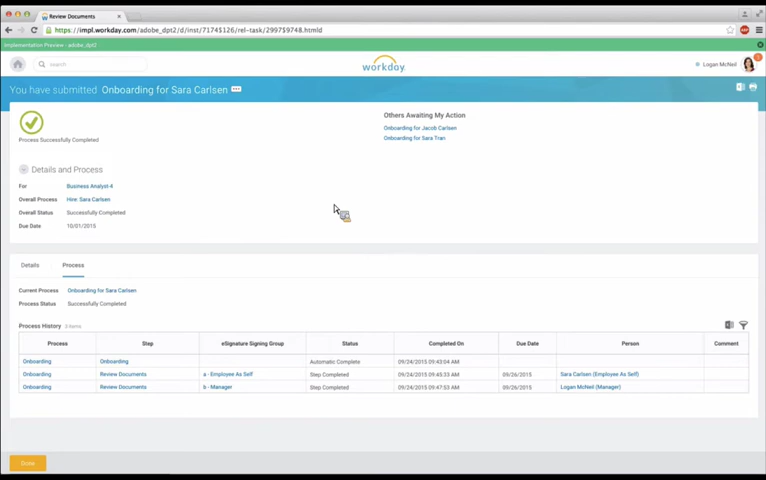 Review Documents
https://impl.workday.com/adobe_dpt2/d/inst/7174$126/rel-task/2997$9748.htmld
Implementation Preview - adobe_dpt2
search
workday.
Logan McNeil
You have submitted Onboarding for Sara Carlsen
Process Successfully Completed
Others Awaiting My Action
Onboarding for Jacob Carlsen
Onboarding for Sara Tran
Details and Process
For Business Analyst-4
Overall Process Hire: Sara Carlsen
Overall Status Successfully Completed
Due Date 10/01/2015
Details Process
Current Process Onboarding for Sara Carlsen
Process Status Successfully Completed
Process History 3 items
Process Step eSignature Signing Group Status Completed On Due Date Person Comment
Onboarding Onboarding Automatic Complete 09/24/2015 09:43:04 AM
Onboarding Review Documents a - Employee As Self Step Completed 09/24/2015 09:45:33 AM 09/26/2015 Sara Carlsen (Employee As Self)
Onboarding Review Documents b - Manager Step Completed 09/24/2015 09:47:53 AM 09/26/2015 Logan McNeil (Manager)
Done